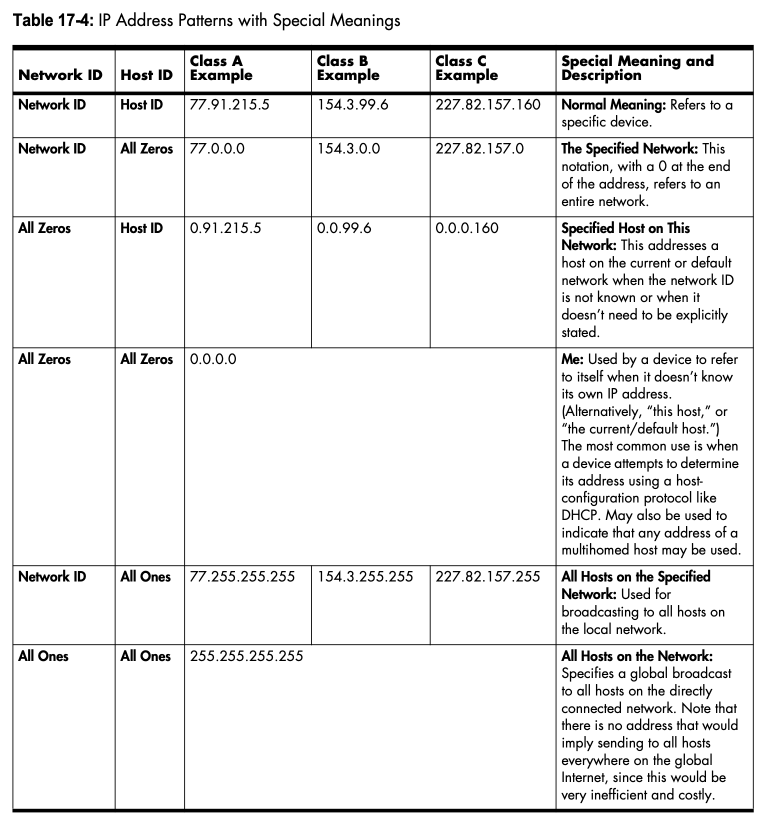 Table 17-4: IP Address Patterns with Special Meanings
Network ID Host ID Class A Example Class B Example Class C Example Special Meaning and Description
Network ID Host ID 77.91.215.5 154.3.99.6 227.82.157.160 Normal Meaning: Refers to a
specific device.
Network ID All Zeros 77.0.0.0 154.3.0.0 227.82.157.0 The Specified Network: This
notation, with a 0 at the end
of the address, refers to an
entire network.
All Zeros Host ID 0.91.215.5 0.0.99.6 0.0.0.160 Specified Host on This
Network: This addresses a
host on the current or default
network when the network ID
is not known or when it
doesn't need to be explicitly
stated.
All Zeros All Zeros 0.0.0.0 Me: Used by a device to refer
to itself when it doesn't know
its own IP address.
(Alternatively, "this host," or
"the current/default host.")
The most common use is when
a device attempts to determine
its address using a host-
configuration protocol like
DHCP. May also be used to
indicate that any address of a
multihomed host may be used.
Network ID All Ones 77.255.255.255 154.3.255.255 227.82.157.255 All Hosts on the Specified
Network: Used for
broadcasting to all hosts on
the local network.
All Ones All Ones 255.255.255.255 All Hosts on the Network:
Specifies a global broadcast
to all hosts on the directly
connected network. Note that
there is no address that would
imply sending to all hosts
everywhere on the global
Internet, since this would be
very inefficient and costly.